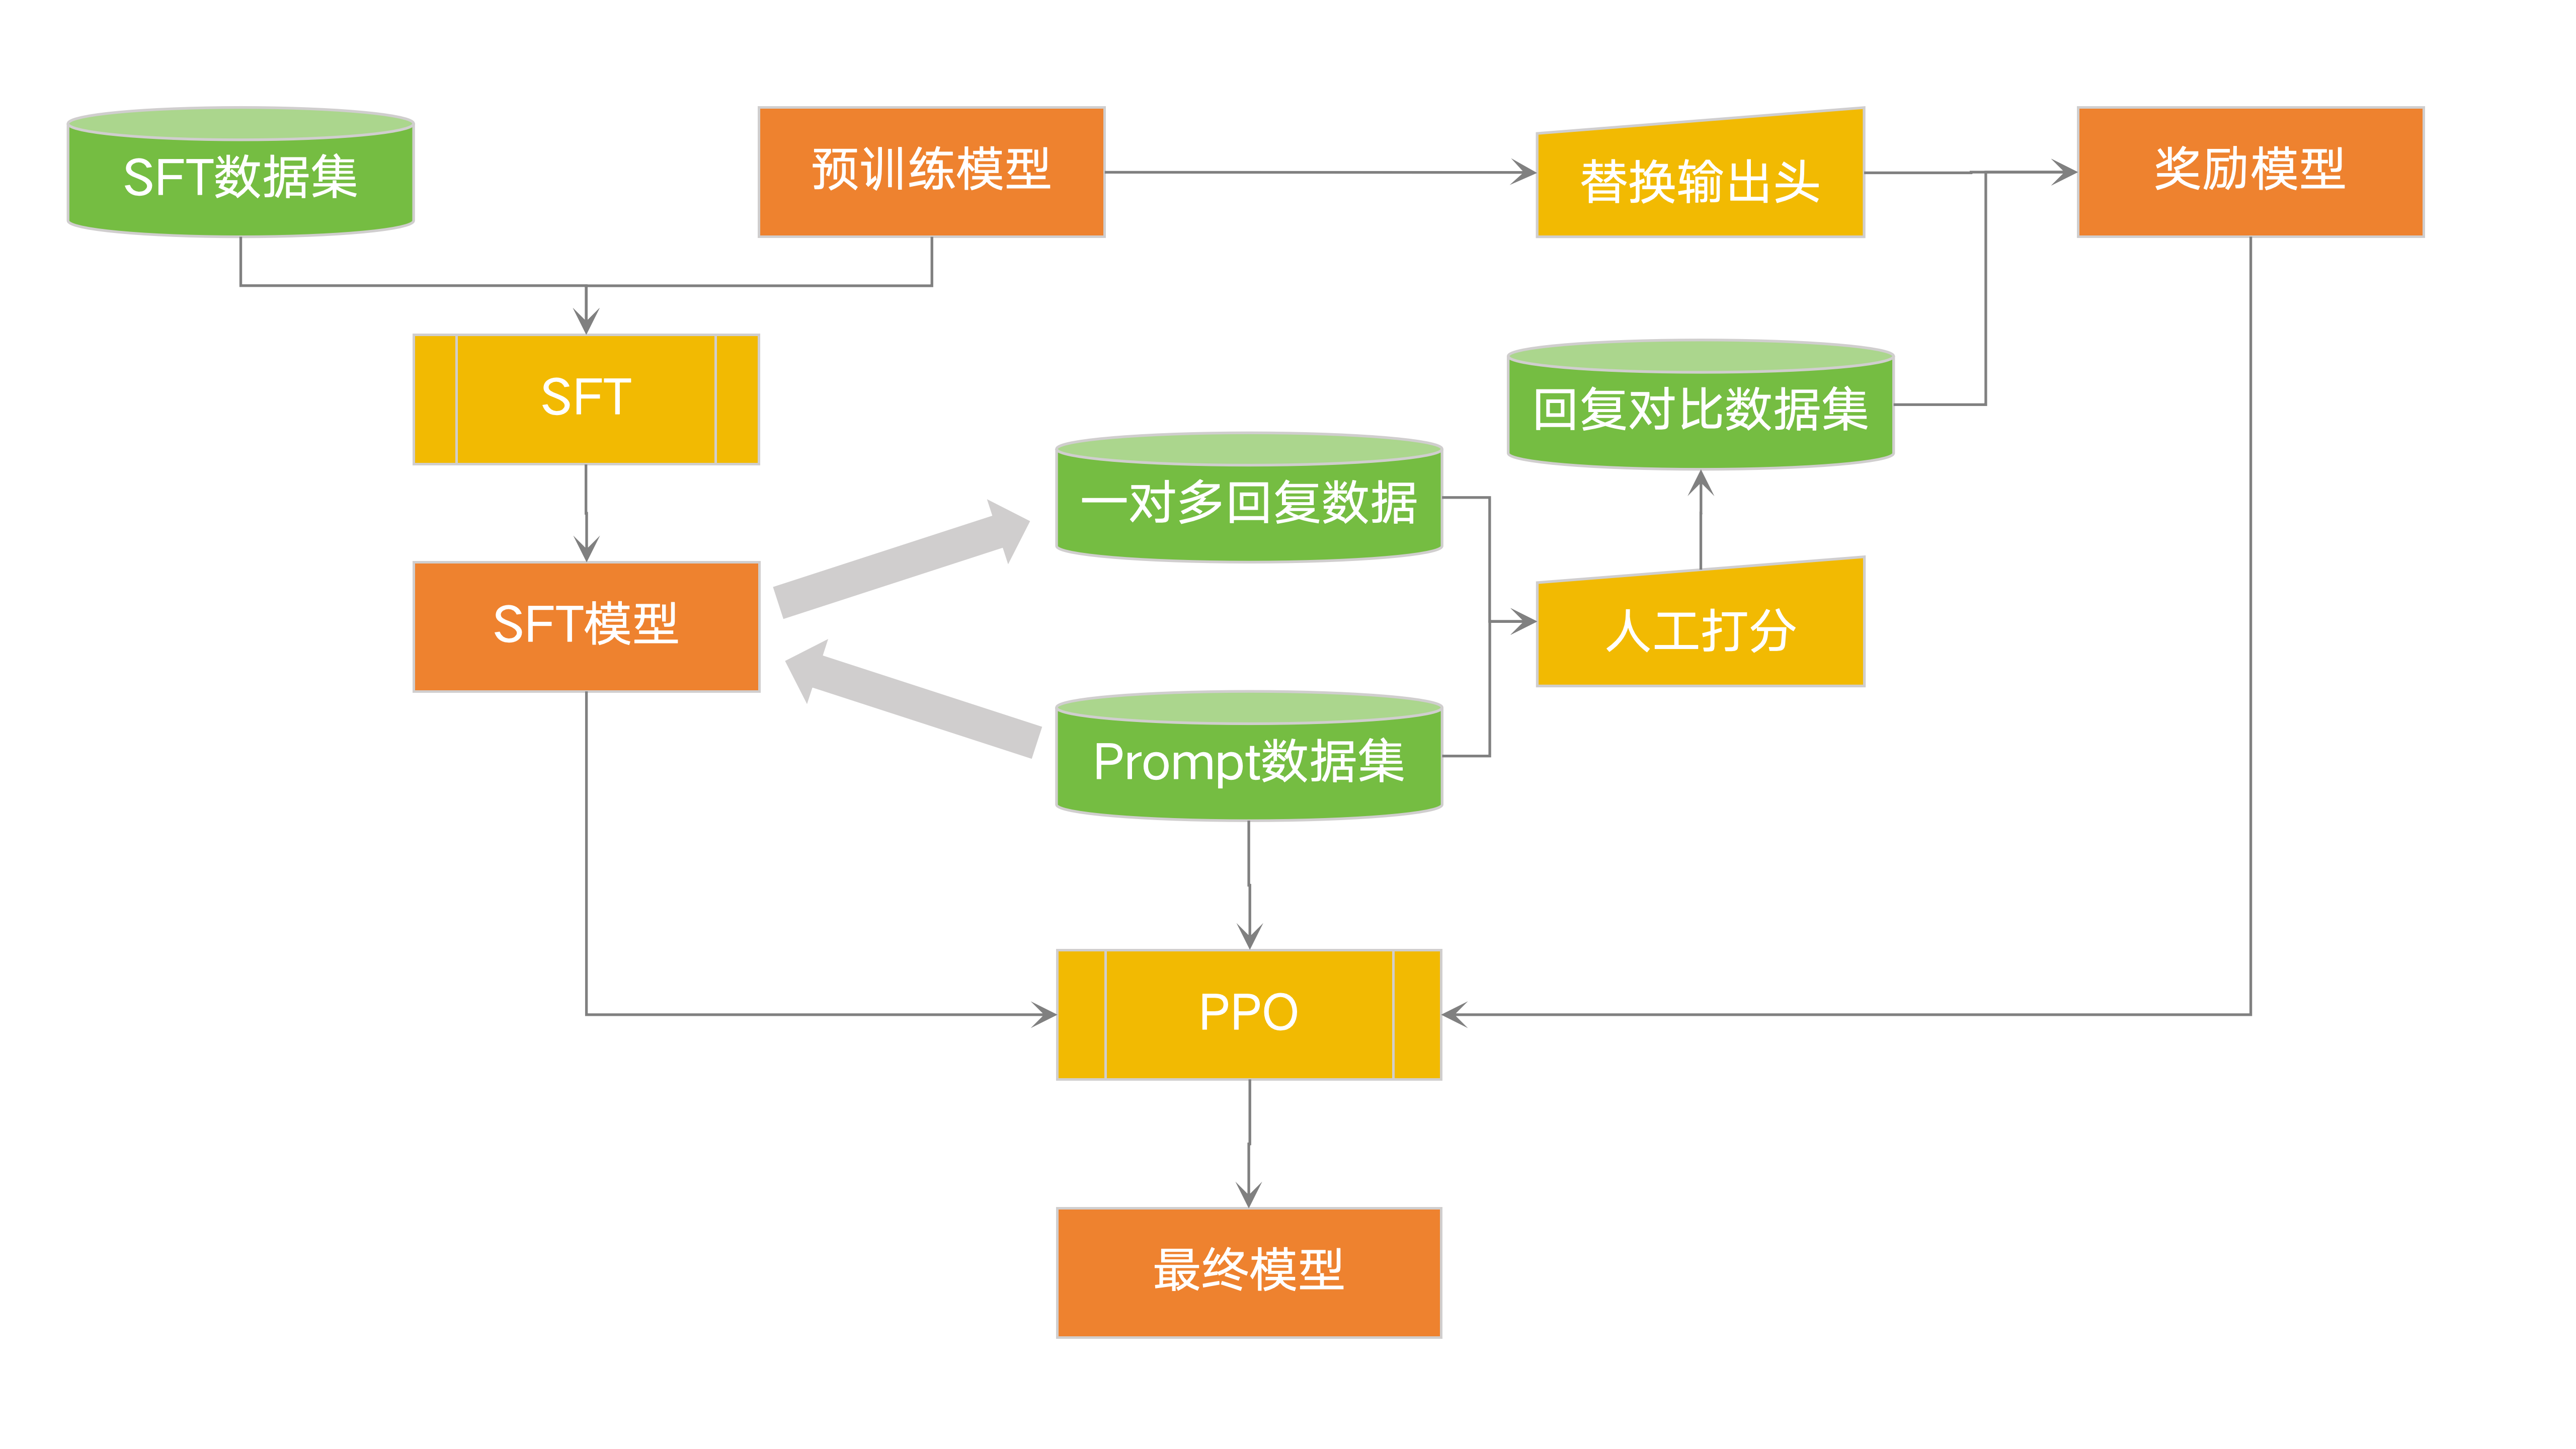 SFT数据集
预训练模型
替换输出头
奖励模型
SFT
回复对比数据集
一对多回复数据
SFT模型
人工打分
Prompt数据集
PPO
最终模型